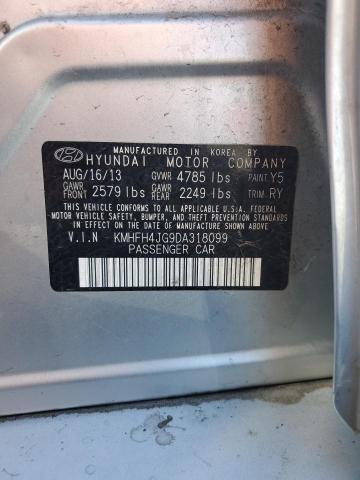 MANUFACTURED IN KOREA BY
HYUNDAI MOTOR COMPANY
AUG/16/13 GVWR 4785 lbs PAINT Y5
GAWR FRONT 2579 lbs GAWR REAR 2249 lbs TRIM RY
THIS VEHICLE CONFORMS TO ALL APPLICABLE U.S.A. FEDERAL
MOTOR VEHICLE SAFETY, BUMPER, AND THEFT PREVENTION
STANDARDS IN EFFECT ON THE DATE OF MANUFACTURE SHOWN ABOVE.
V.I.N KMHFH4JG9DA318099
PASSENGER CAR